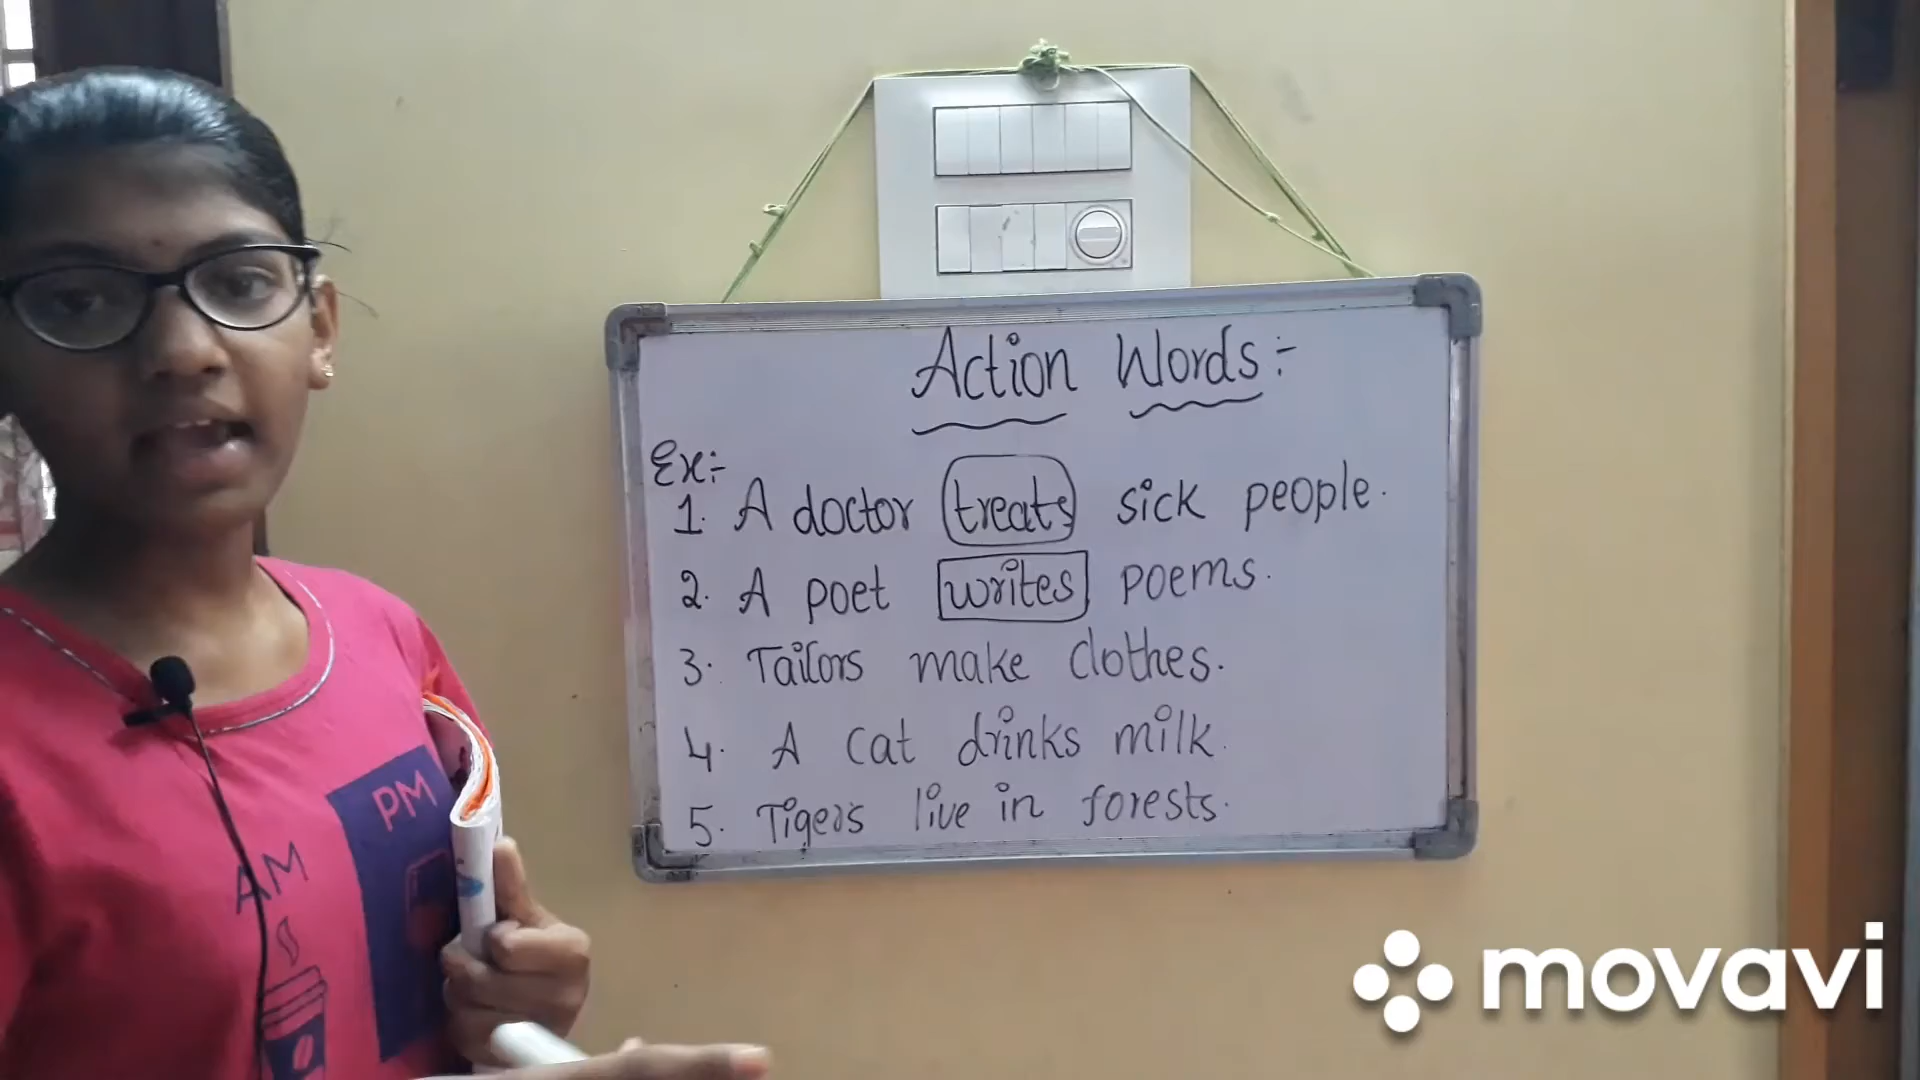 Action Words:-
Ex:-
1. A doctor treats sick people.
2. A poet writes poems.
3. Tailors make clothes.
4. A cat drinks milk.
5. Tigers live in forests.
AM
PM
movavi